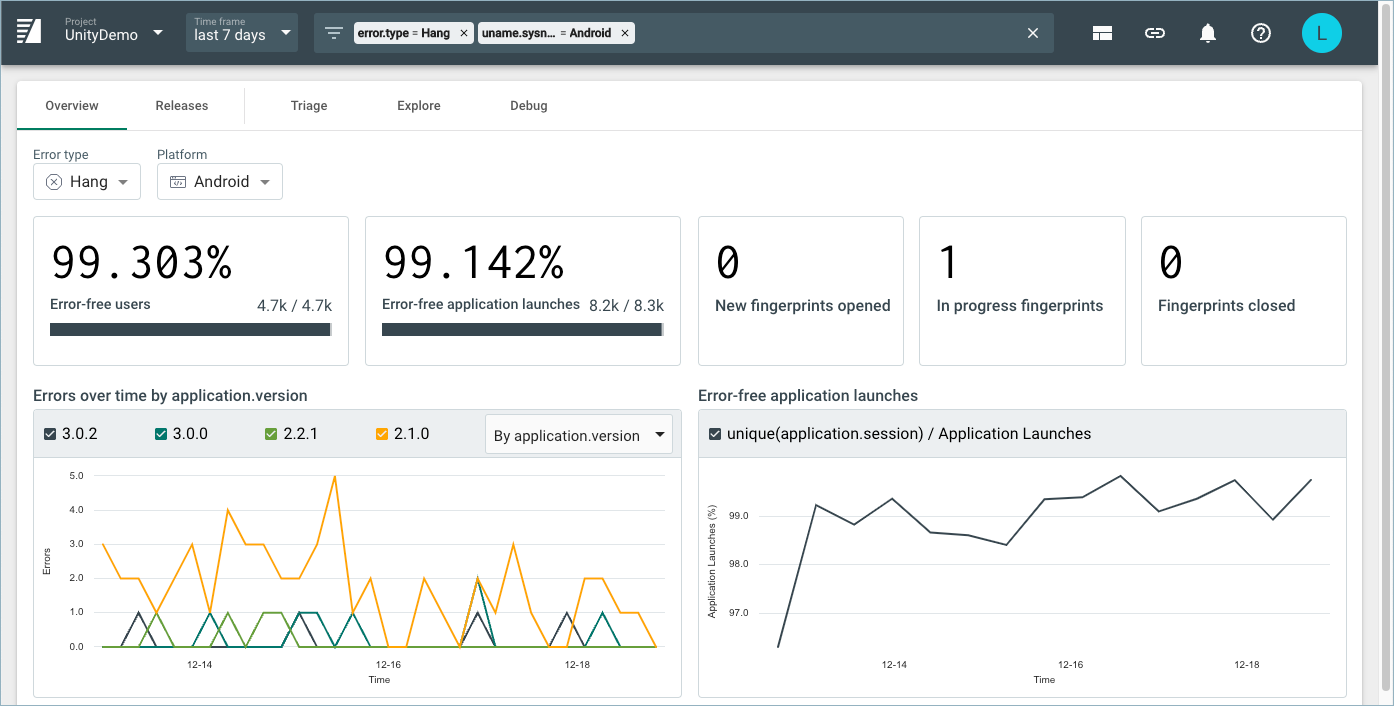 Project
UnityDemo
Time frame
last 7 days
error.type = Hang ×
uname.sysn... = Android ×
L
Overview
Releases
Triage
Explore
Debug
Error type
Platform
Hang
Android
99.303%
Error-free users
4.7k / 4.7k
99.142%
Error-free application launches
8.2k / 8.3k
0
New fingerprints opened
1
In progress fingerprints
0
Fingerprints closed
Errors over time by application.version
3.0.2
3.0.0
2.2.1
2.1.0
By application.version
5.0
4.0
3.0
2.0
1.0
0.0
Errors
12-14
12-16
12-18
Time
Error-free application launches
unique(application.session) / Application Launches
99.0
98.0
97.0
Application Launches (%)
12-14
12-16
12-18
Time